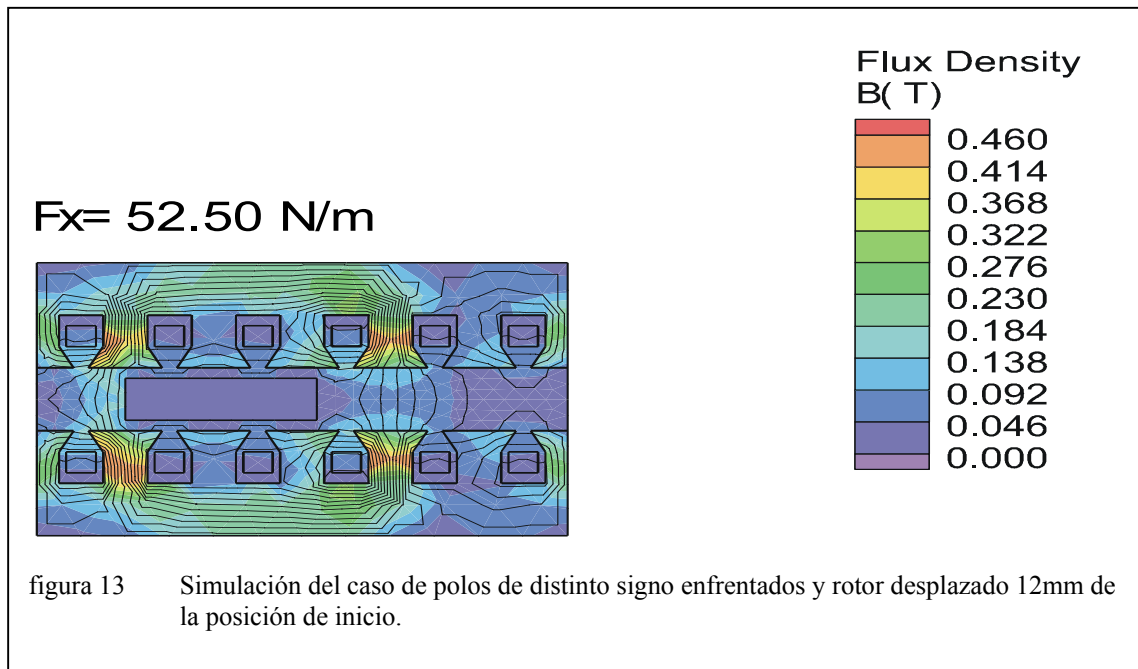 Flux Density
B( T)
0.460
0.414
0.368
0.322
0.276
0.230
0.184
0.138
0.092
0.046
0.000
Fx= 52.50 N/m
figura 13 Simulación del caso de polos de distinto signo enfrentados y rotor desplazado 12mm de
la posición de inicio.